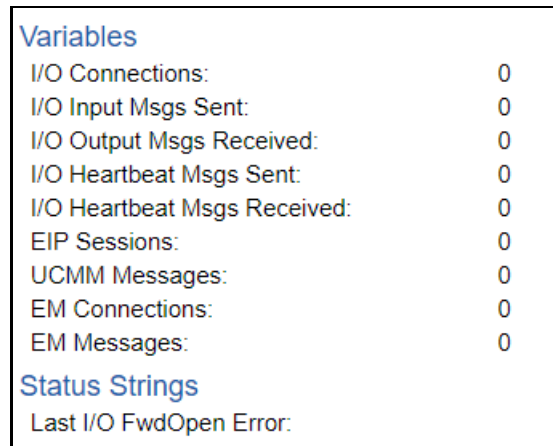 Variables
I/O Connections: 0
I/O Input Msgs Sent: 0
I/O Output Msgs Received: 0
I/O Heartbeat Msgs Sent: 0
I/O Heartbeat Msgs Received: 0
EIP Sessions: 0
UCMM Messages: 0
EM Connections: 0
EM Messages: 0
Status Strings
Last I/O FwdOpen Error: